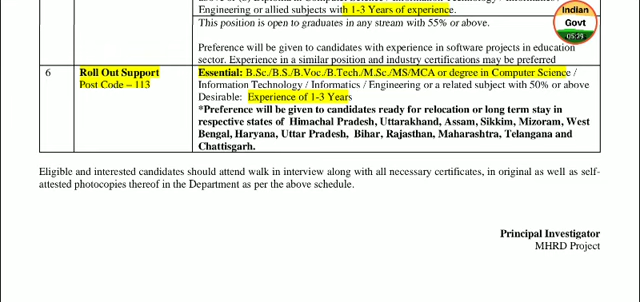 Engineering or allied subjects with 1-3 Years of experience.
This position is open to graduates in any stream with 55% or above.
Preference will be given to candidates with experience in software projects in education
sector. Experience in a similar position and industry certifications may be preferred
6
Roll Out Support
Post Code – 113
Essential: B.Sc./B.S./B.Voc./B.Tech./M.Sc./MS/MCA or degree in Computer Science /
Information Technology / Informatics / Engineering or a related subject with 50% or above
Desirable: Experience of 1-3 Years
*Preference will be given to candidates ready for relocation or long term stay in
respective states of Himachal Pradesh, Uttarakhand, Assam, Sikkim, Mizoram, West
Bengal, Haryana, Uttar Pradesh, Bihar, Rajasthan, Maharashtra, Telangana and
Chattisgarh.
Eligible and interested candidates should attend walk in interview along with all necessary certificates, in original as well as self-
attested photocopies thereof in the Department as per the above schedule.
Principal Investigator
MHRD Project
Indian
Govt